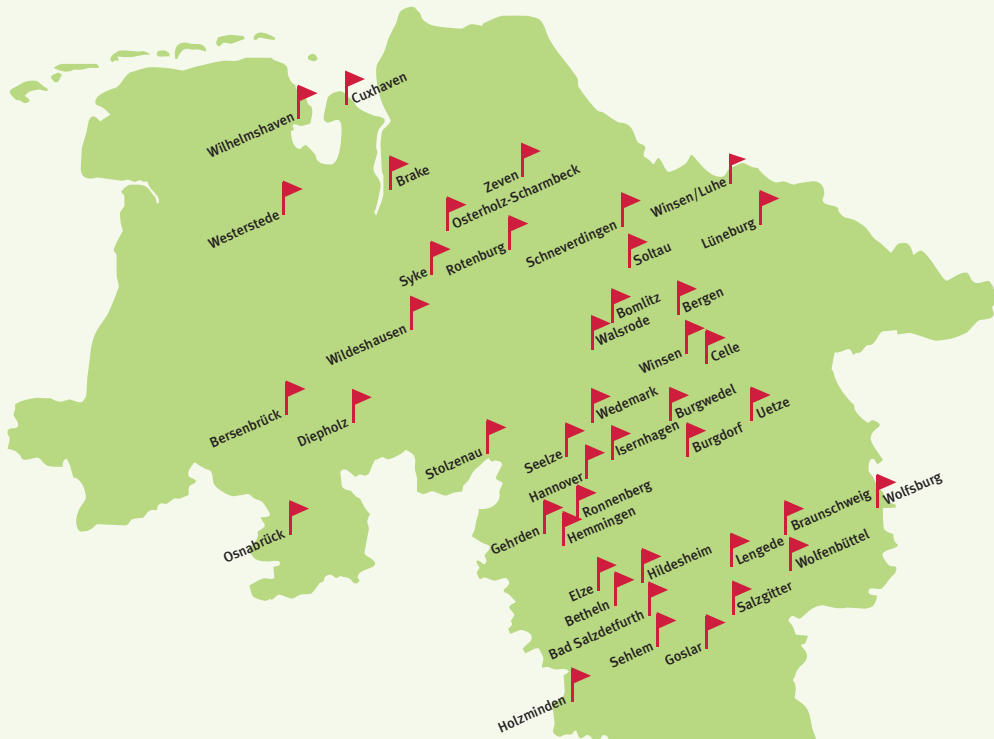 Cuxhaven
Wilhelmshaven
Brake
Zeven
Osterholz-Scharmbeck
Winsen/Luhe
Westerstede
Lüneburg
Schneverdingen
Rotenburg
Soltau
Syke
Bomlitz
Bergen
Wildeshausen
Walsrode
Winsen
Celle
Bersenbrück
Diepholz
Wedemark
Burgwedel
Uetze
Stolzenau
Seelze
Isernhagen
Burgdorf
Hannover
Wolfsburg
Ronnenberg
Braunschweig
Gehrden
Hemmingen
Osnabrück
Lengede
Wolfenbüttel
Hildesheim
Elze
Betheln
Salzgitter
Bad Salzdetfurth
Sehlem
Goslar
Holzminden